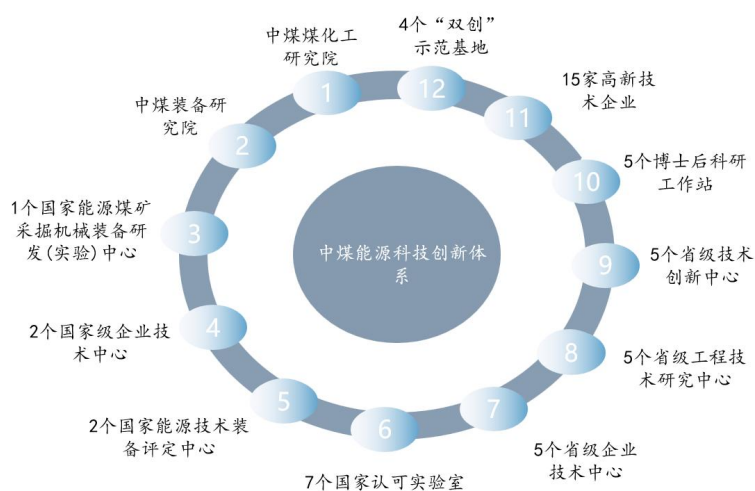 中煤煤化工
研究院
1
中煤装备研
究院
2
1个国家能源煤矿
采掘机械装备研
发(实验)中心
3
2个国家级企业技
术中心
4
2个国家能源技术装
备评定中心
5
7个国家认可实验室
6
5个省级企业
技术中心
7
5个省级工程技
术研究中心
8
5个省级技术
创新中心
9
5个博士后科研
工作站
10
15家高新技
术企业
11
4个“双创”
示范基地
12
中煤能源科技创新体
系